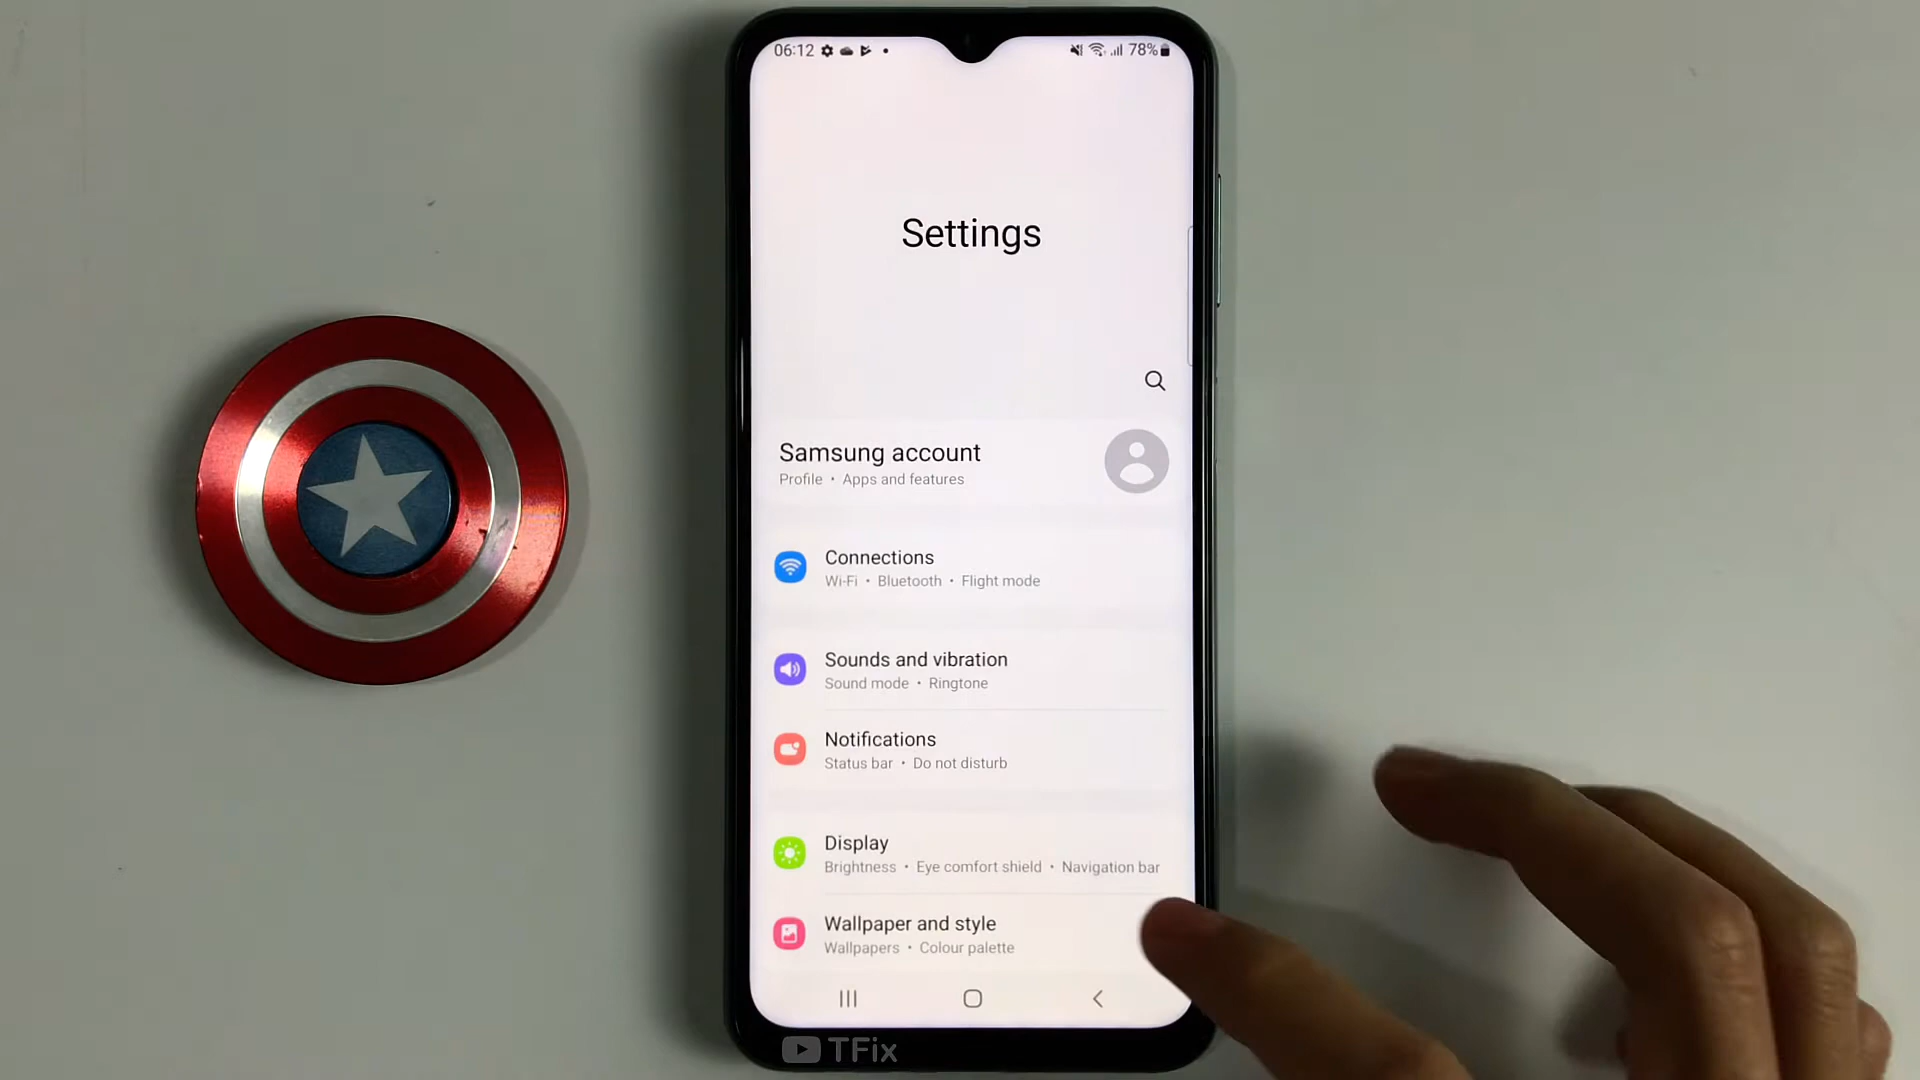 06:12
78%
Settings
Samsung account
Profile • Apps and features
Connections
Wi-Fi • Bluetooth • Flight mode
Sounds and vibration
Sound mode • Ringtone
Notifications
Status bar • Do not disturb
Display
Brightness • Eye comfort shield • Navigation bar
Wallpaper and style
Wallpapers • Colour palette
TFix